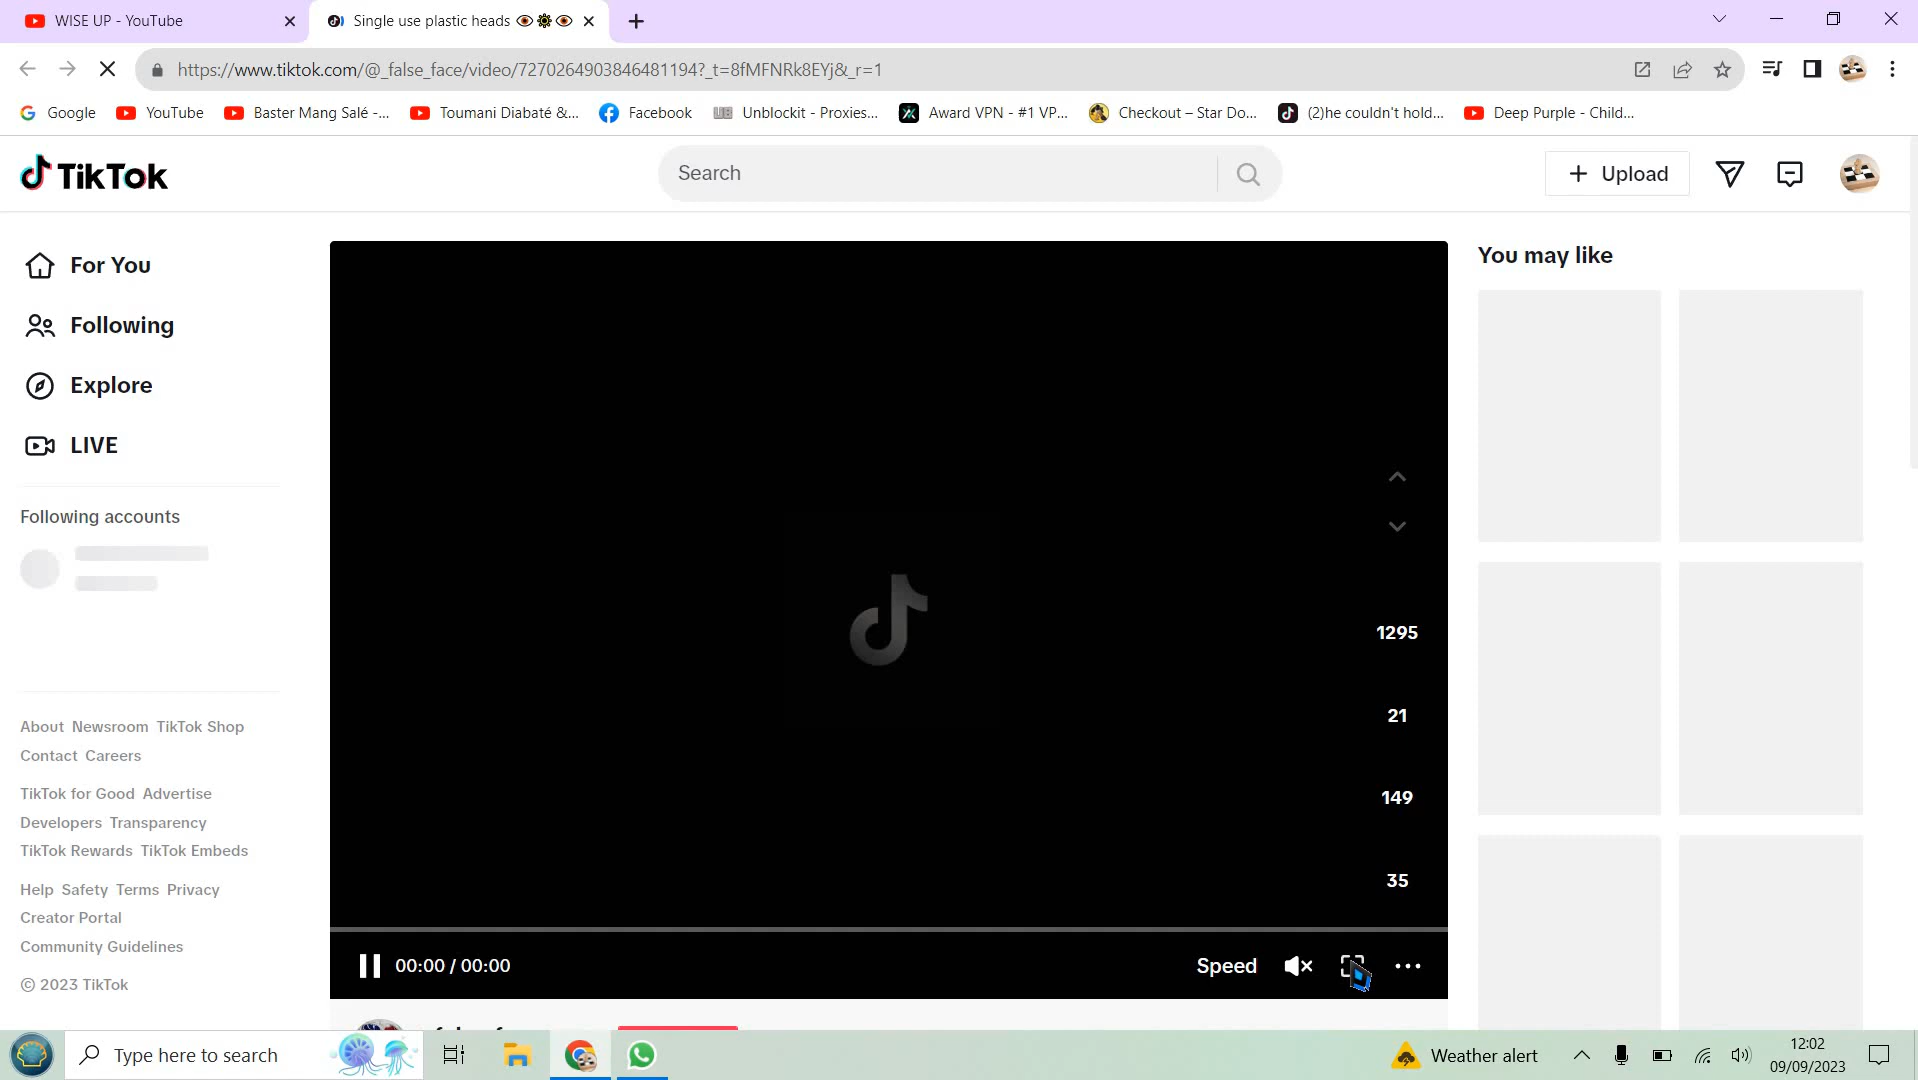 WISE UP - YouTube
Single use plastic heads
https://www.tiktok.com/@_false_face/video/7270264903846481194?_t=8fMFNRk8EYj&_r=1
Google
YouTube
Baster Mang Salé -...
Toumani Diabaté &...
Facebook
Unblockit - Proxies...
Award VPN - #1 VP...
Checkout – Star Do...
(2)he couldn't hold...
Deep Purple - Child...
TikTok
Search
Upload
For You
Following
Explore
LIVE
Following accounts
About Newsroom TikTok Shop
Contact Careers
TikTok for Good Advertise
Developers Transparency
TikTok Rewards TikTok Embeds
Help Safety Terms Privacy
Creator Portal
Community Guidelines
© 2023 TikTok
1295
21
149
35
00:00 / 00:00
Speed
You may like
Type here to search
Weather alert
12:02
09/09/2023